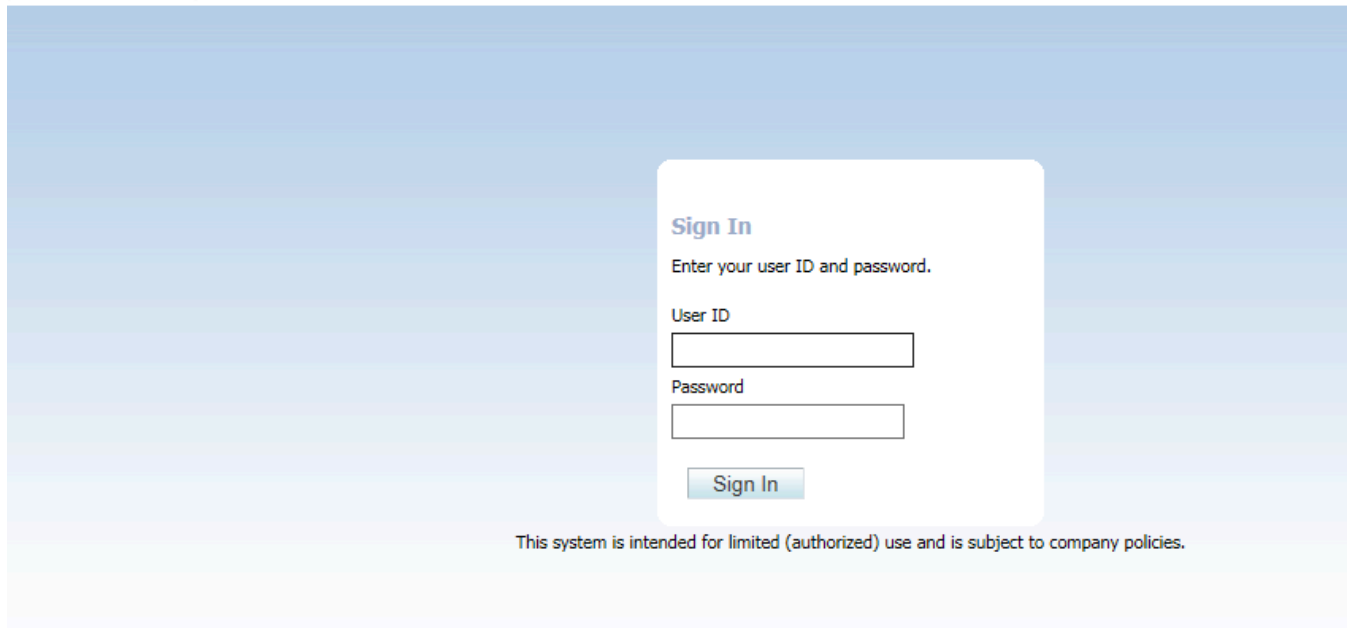 Sign In
Enter your user ID and password.
User ID
Password
Sign In
This system is intended for limited (authorized) use and is subject to company policies.